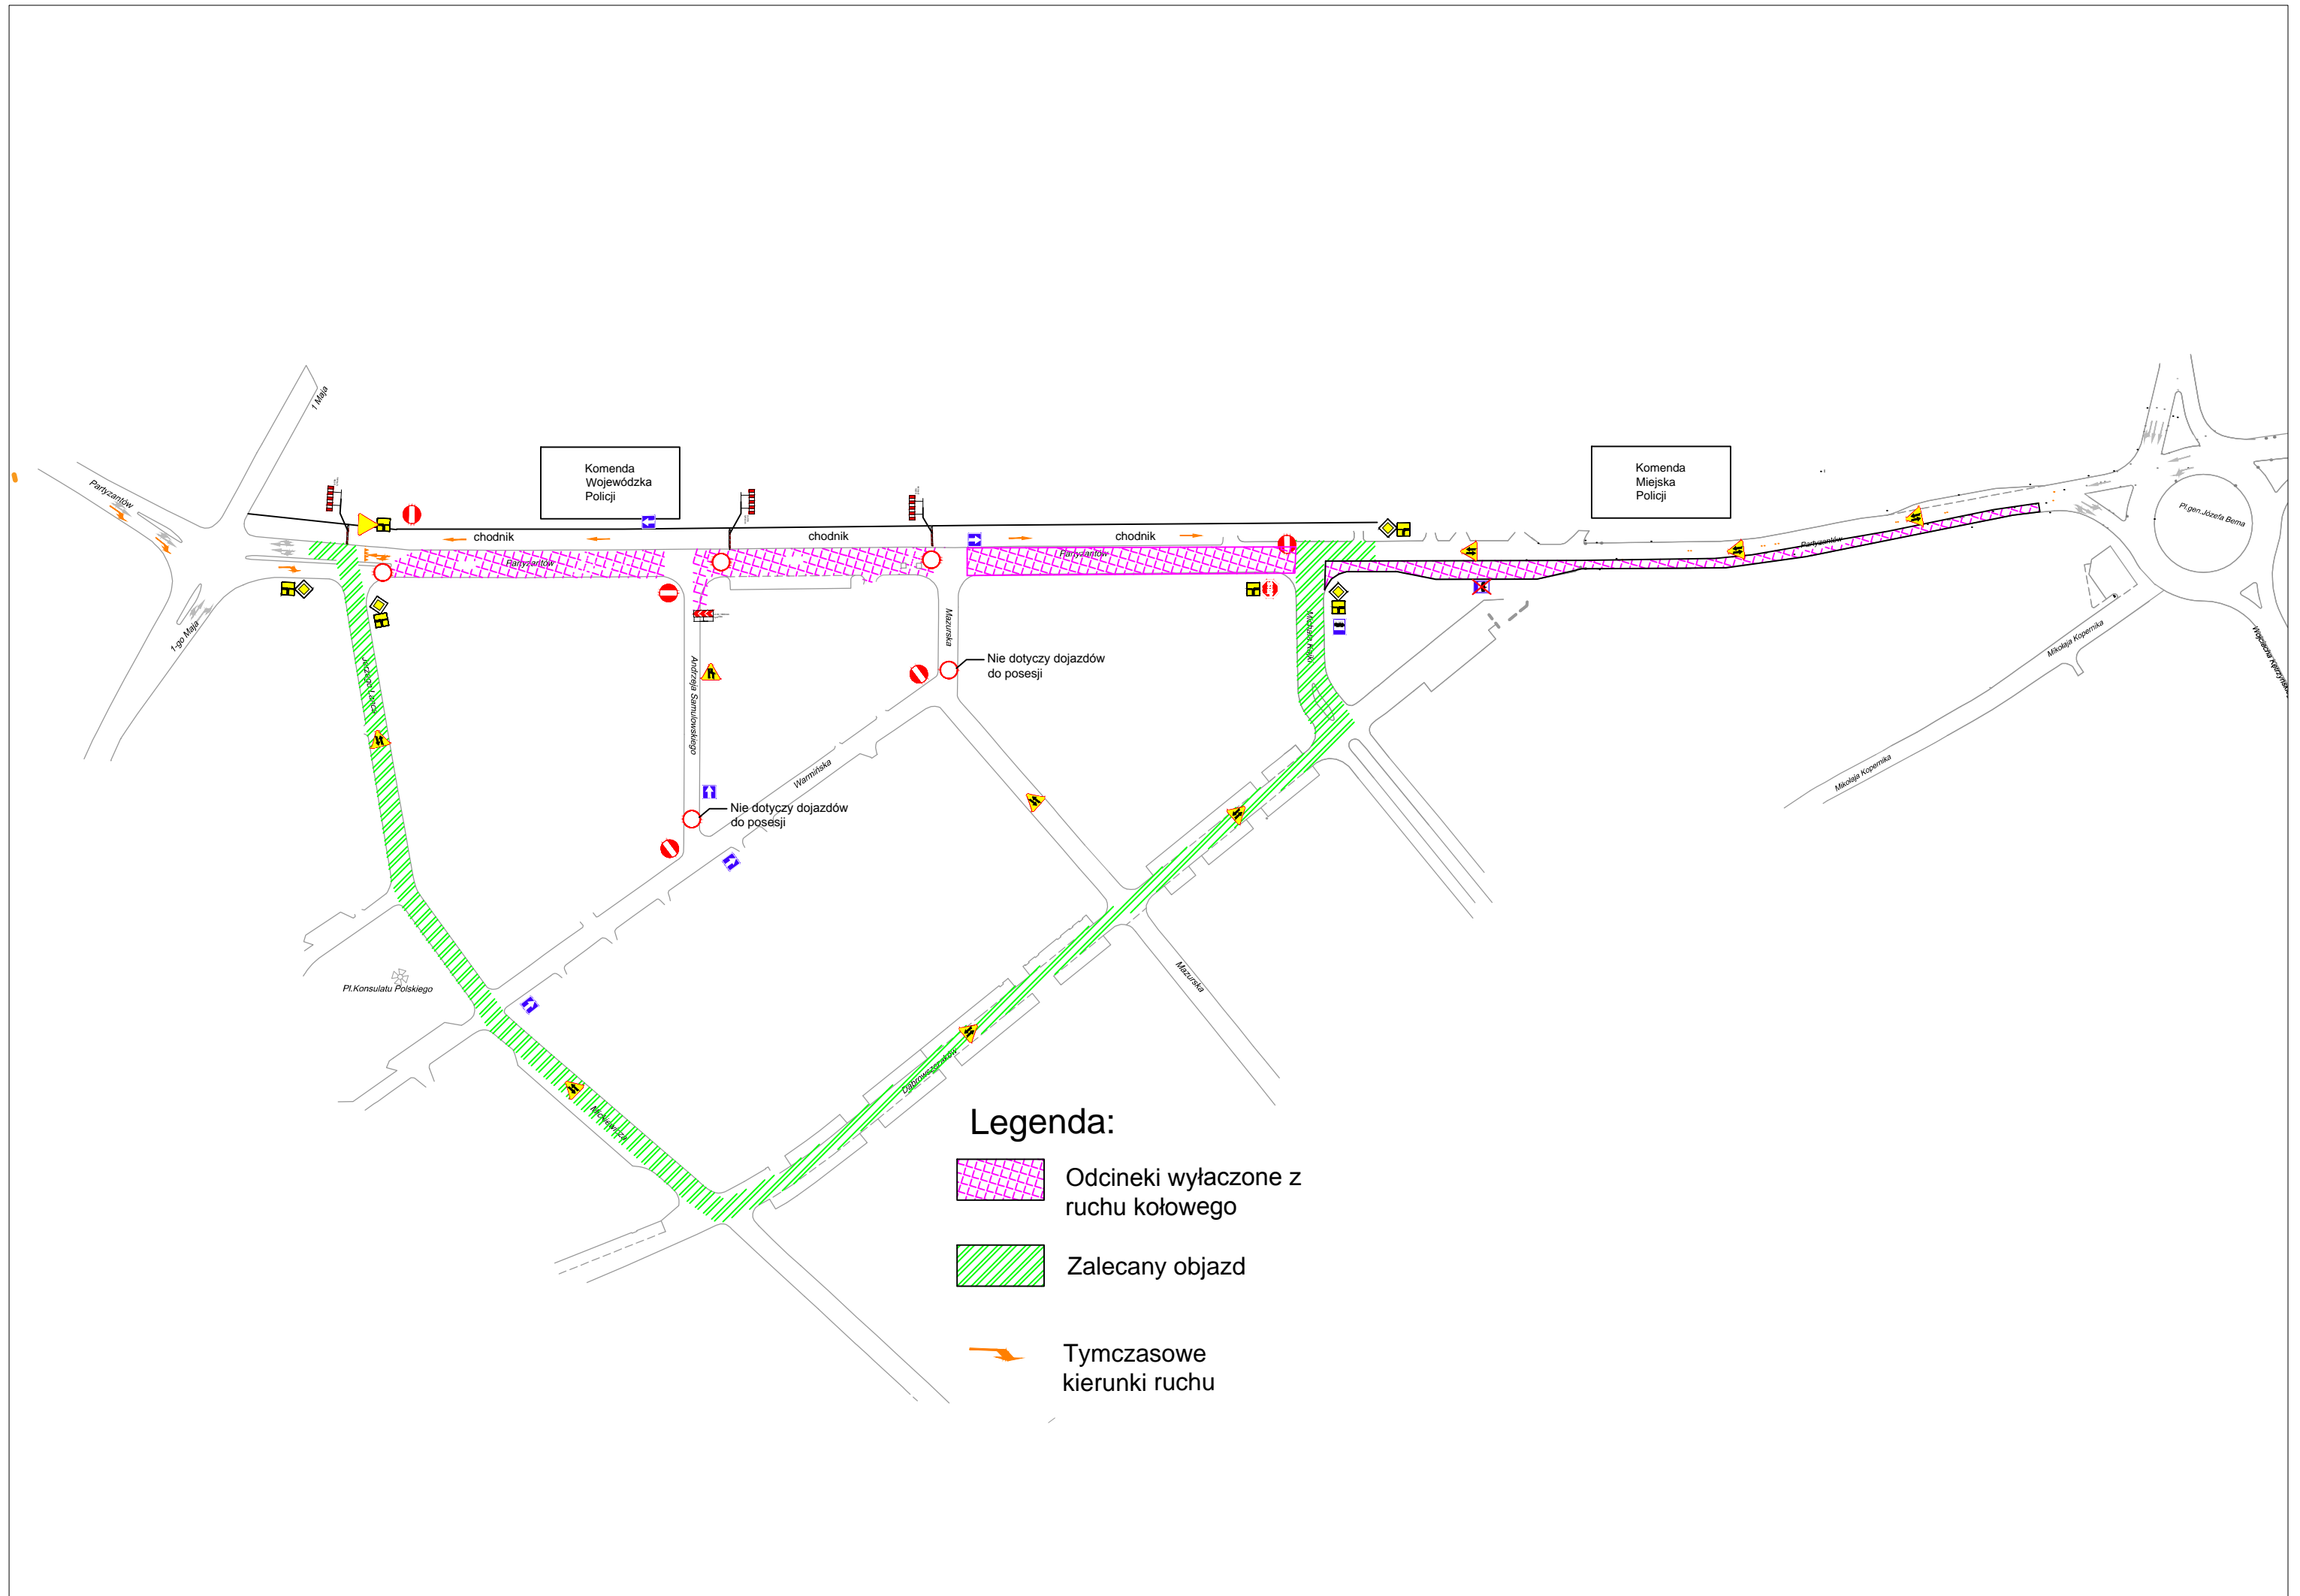 1 Maja
Komenda
Wojewódzka
Policji
Komenda
Miejska
Policji
Partyzantów
Pl.gen.Józefa Bema
chodnik
chodnik
chodnik
Partyzantów
Partyzantów
Partyzantów
1-go Maja
Mazurska
Andrzeja Samulowskiego
Nie dotyczy dojazdów
do posesji
Mikołaja Kopernika
Warmińska
Mikołaja Kopernika
Nie dotyczy dojazdów
do posesji
Pl.Konsulatu Polskiego
Mazurska
Dąbrowszczaków
Mickiewicza
Legenda:
Odcineki wyłaczone z
ruchu kołowego
Zalecany objazd
Tymczasowe
kierunki ruchu